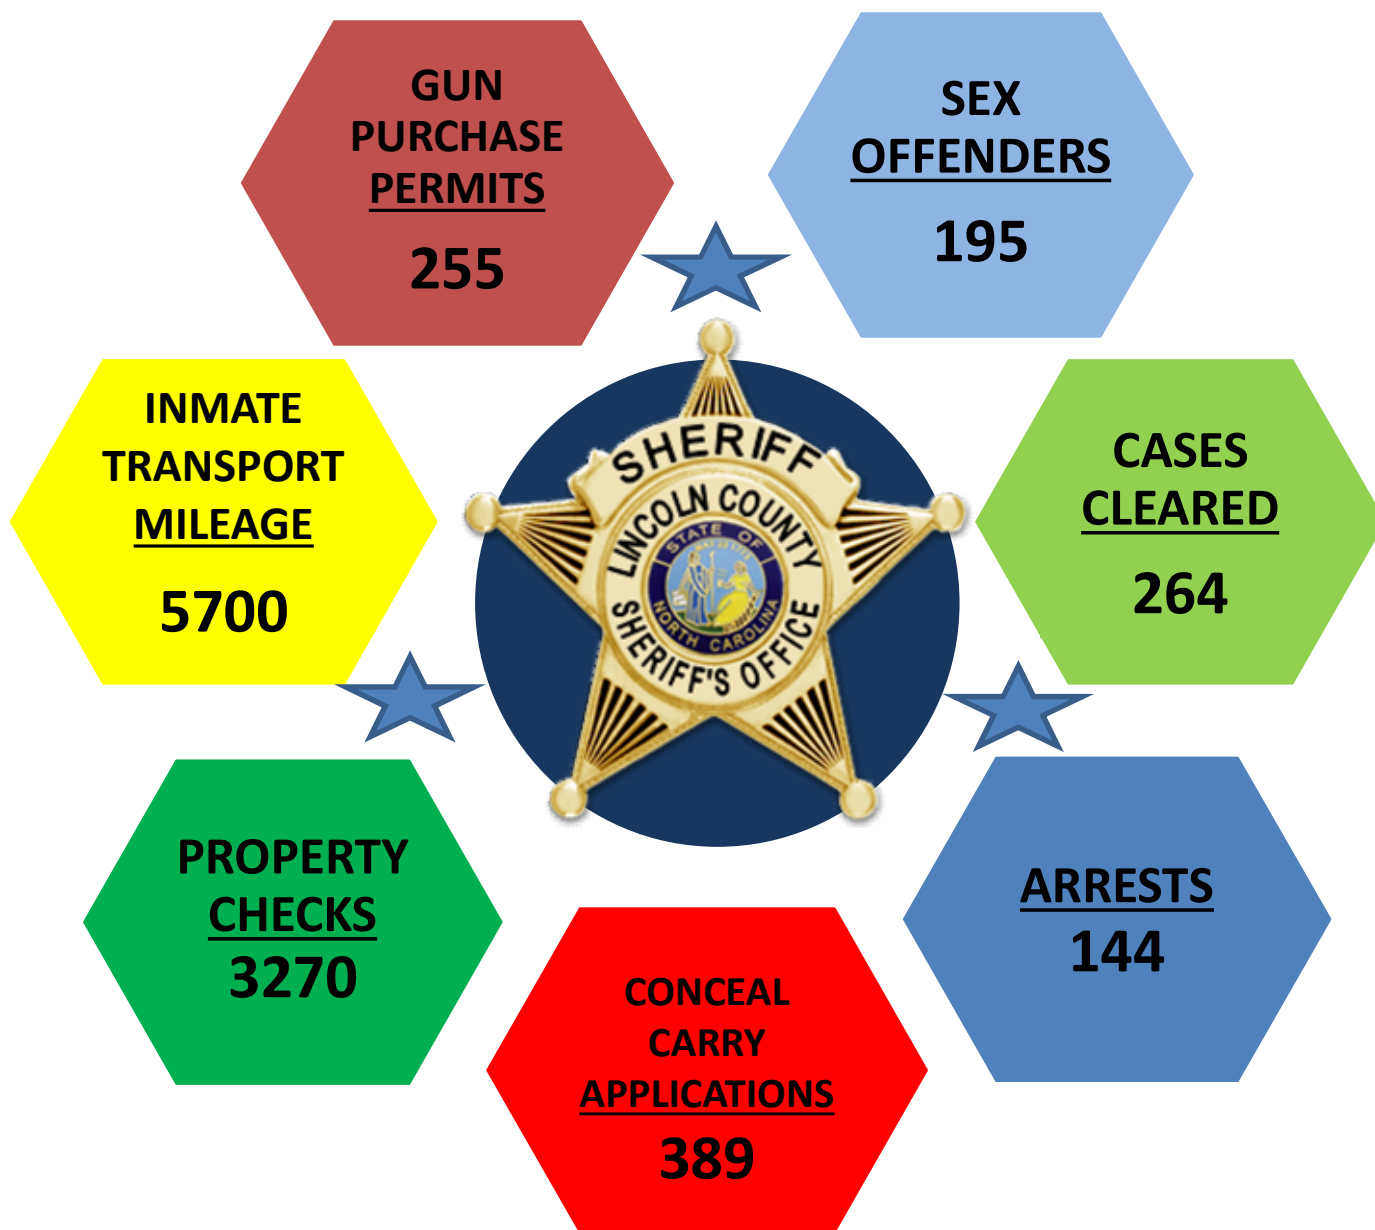 GUN
PURCHASE
PERMITS
255
SEX
OFFENDERS
195
INMATE
TRANSPORT
MILEAGE
5700
SHERIFF
LINCOLN COUNTY
SHERIFF'S OFFICE
STATE OF
NORTH CAROLINA
CASES
CLEARED
264
PROPERTY
CHECKS
3270
ARRESTS
144
CONCEAL
CARRY
APPLICATIONS
389